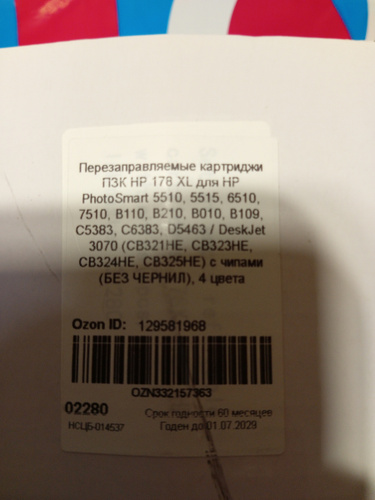 Перезаправляемые картриджи
ПЗК HP 178 XL для HP
PhotoSmart 5510, 5515, 6510,
7510, B110, B210, B010, B109,
C5383, C6383, D5463 / DeskJet
3070 (CB321HE, CB323HE,
CB324HE, CB325HE) с чипами
(БЕЗ ЧЕРНИЛ), 4 цвета
Ozon ID: 129581968
OZN332157363
02280 Срок годности 60 месяцев
НСЦБ-014537 Годен до 01.07.2029